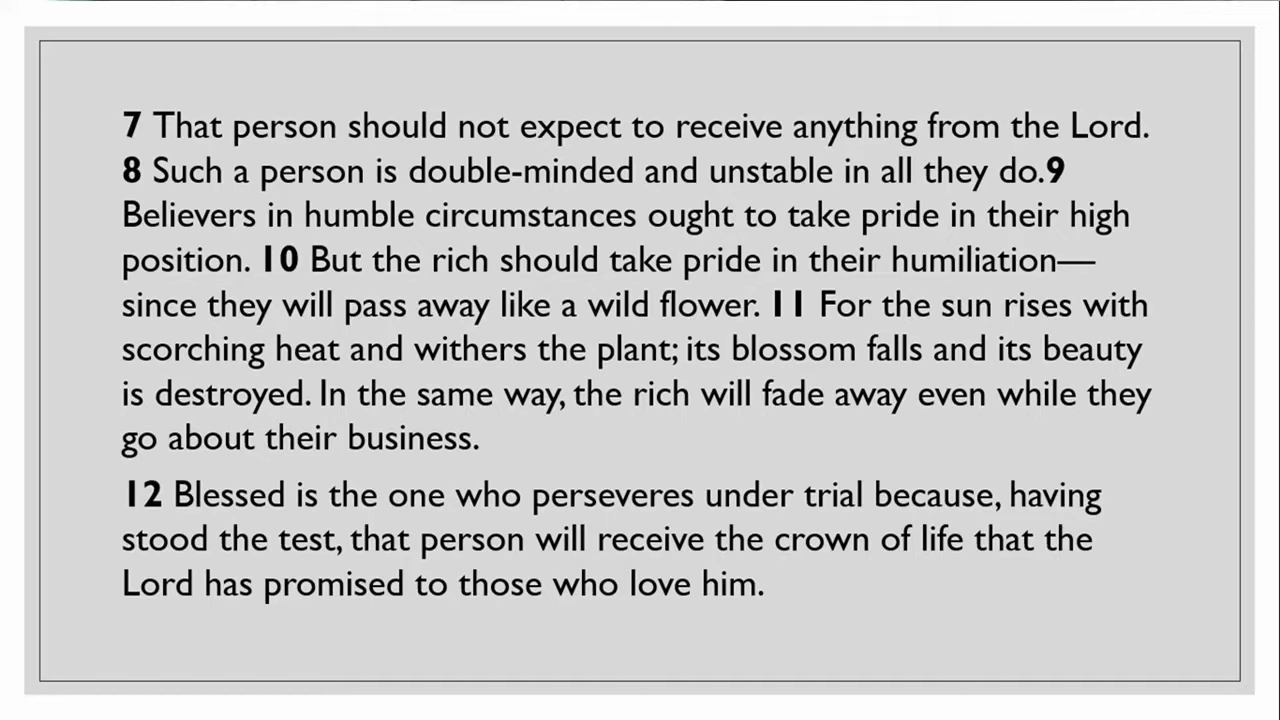 7 That person should not expect to receive anything from the Lord.
8 Such a person is double-minded and unstable in all they do.9
Believers in humble circumstances ought to take pride in their high
position. 10 But the rich should take pride in their humiliation—
since they will pass away like a wild flower. 11 For the sun rises with
scorching heat and withers the plant; its blossom falls and its beauty
is destroyed. In the same way, the rich will fade away even while they
go about their business.
12 Blessed is the one who perseveres under trial because, having
stood the test, that person will receive the crown of life that the
Lord has promised to those who love him.